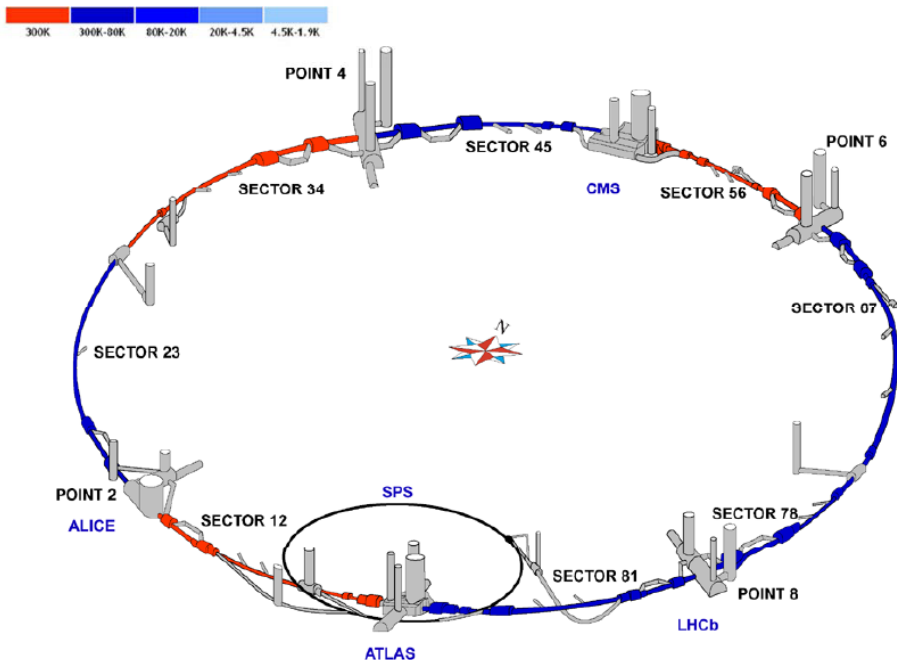 300K 300K-80K 80K-20K 20K-4.5K 4.5K-1.9K
POINT 4
SECTOR 45
POINT 6
SECTOR 34
CMS
SECTOR 56
SECTOR 67
N
SECTOR 23
POINT 2
SPS
ALICE
SECTOR 12
SECTOR 78
SECTOR 81
POINT 8
LHCb
ATLAS